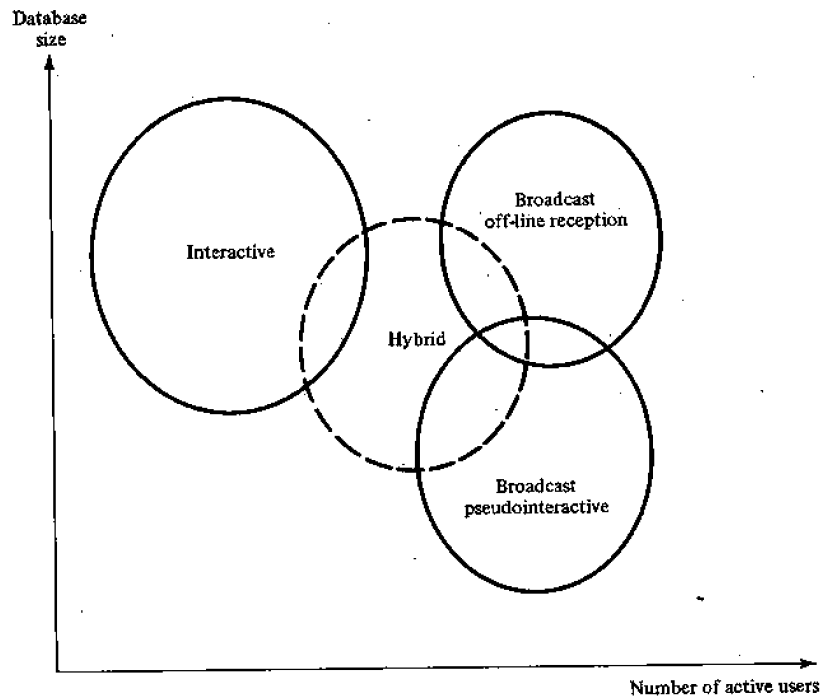 Database
size
Interactive
Broadcast
off-line reception
Hybrid
Broadcast
pseudointeractive
Number of active users